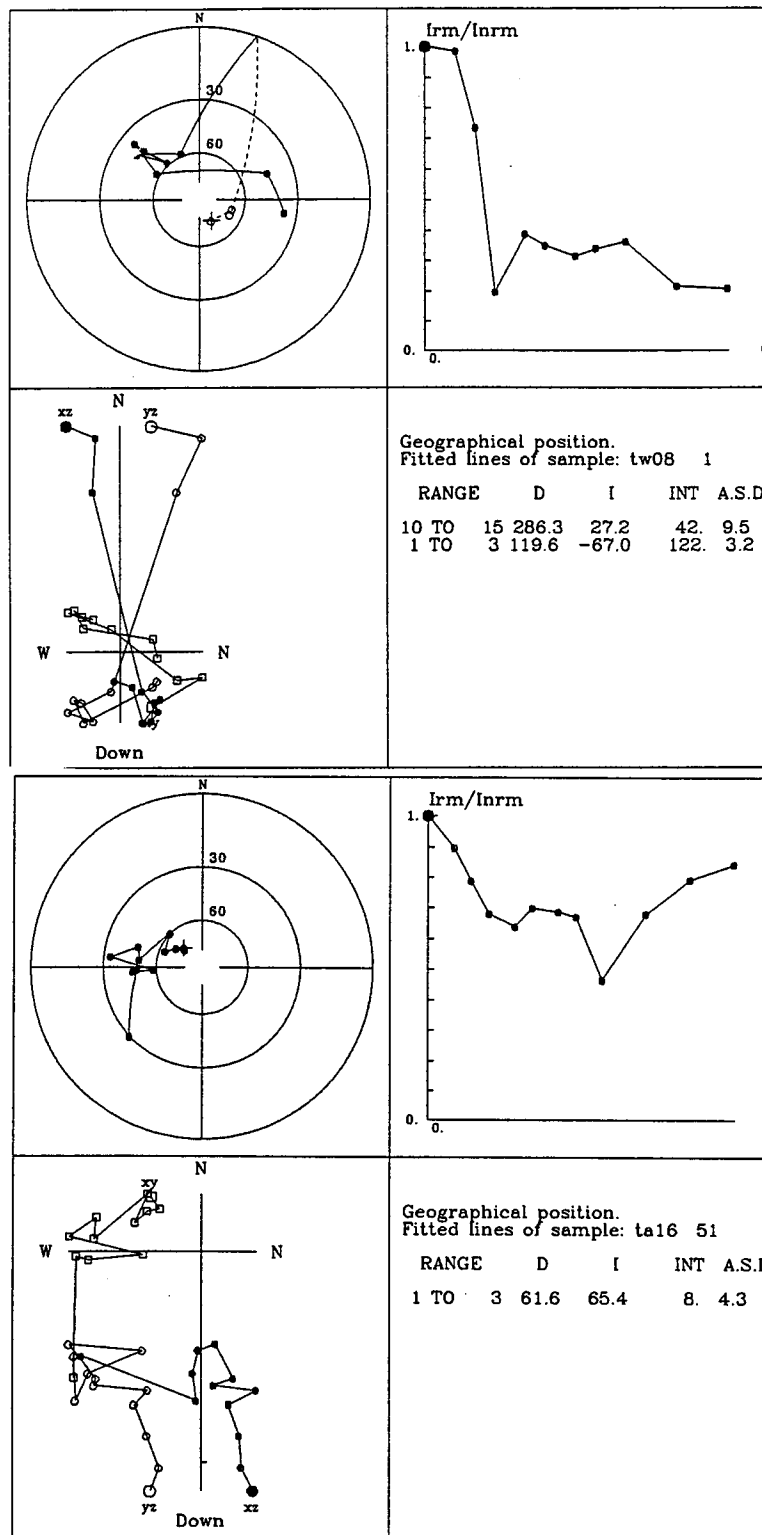 N
30
60
Irm/Inrm
1.
0.
0.
N
xz
yz
W
N
xy
Down
Geographical position.
Fitted lines of sample: tw08 1
RANGE D I INT A.S.D
10 TO 15 286.3 27.2 42. 9.5
1 TO 3 119.6 -67.0 122. 3.2
N
30
60
Irm/Inrm
1.
0.
0.
N
xy
W
N
yz
xz
Down
Geographical position.
Fitted lines of sample: ta16 51
RANGE D I INT A.S.
1 TO 3 61.6 65.4 8. 4.3